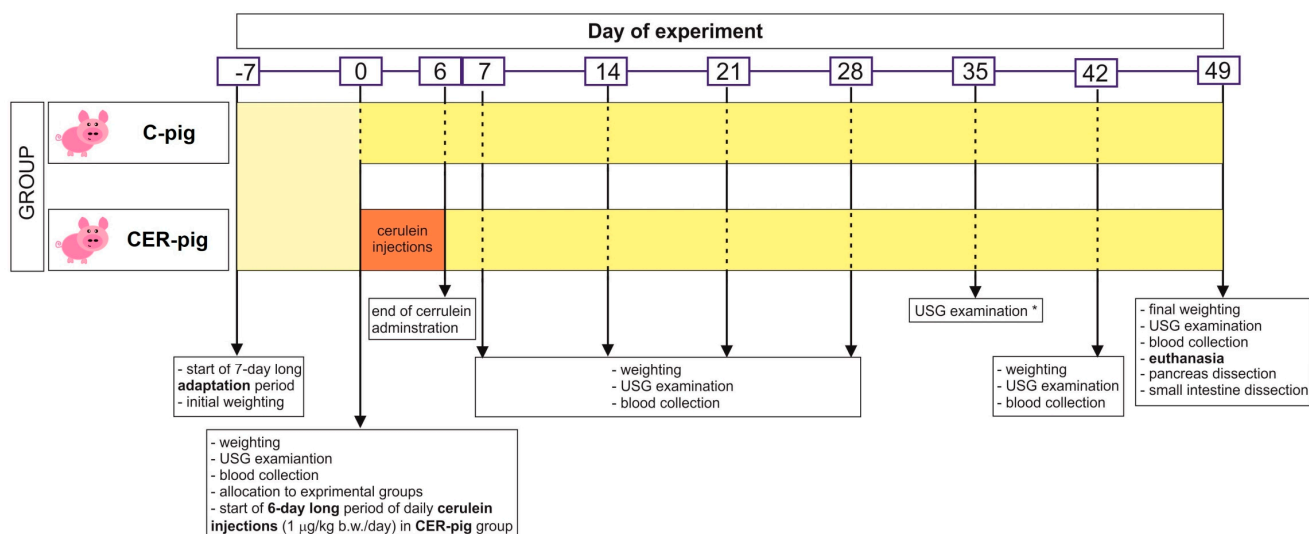 Day of experiment
-7 0 6 7 14 21 28 35 42 49
GROUP
C-pig
CER-pig
cerulein
injections
end of cerrulein
adminstration
USG examination *
- final weighting
- USG examination
- blood collection
- euthanasia
- pancreas dissection
- small intestine dissection
- start of 7-day long
adaptation period
- initial weighting
- weighting
- USG examination
- blood collection
- weighting
- USG examination
- blood collection
- weighting
- USG examiantion
- blood collection
- allocation to exprimental groups
- start of 6-day long period of daily cerulein
injections (1 μg/kg b.w./day) in CER-pig group